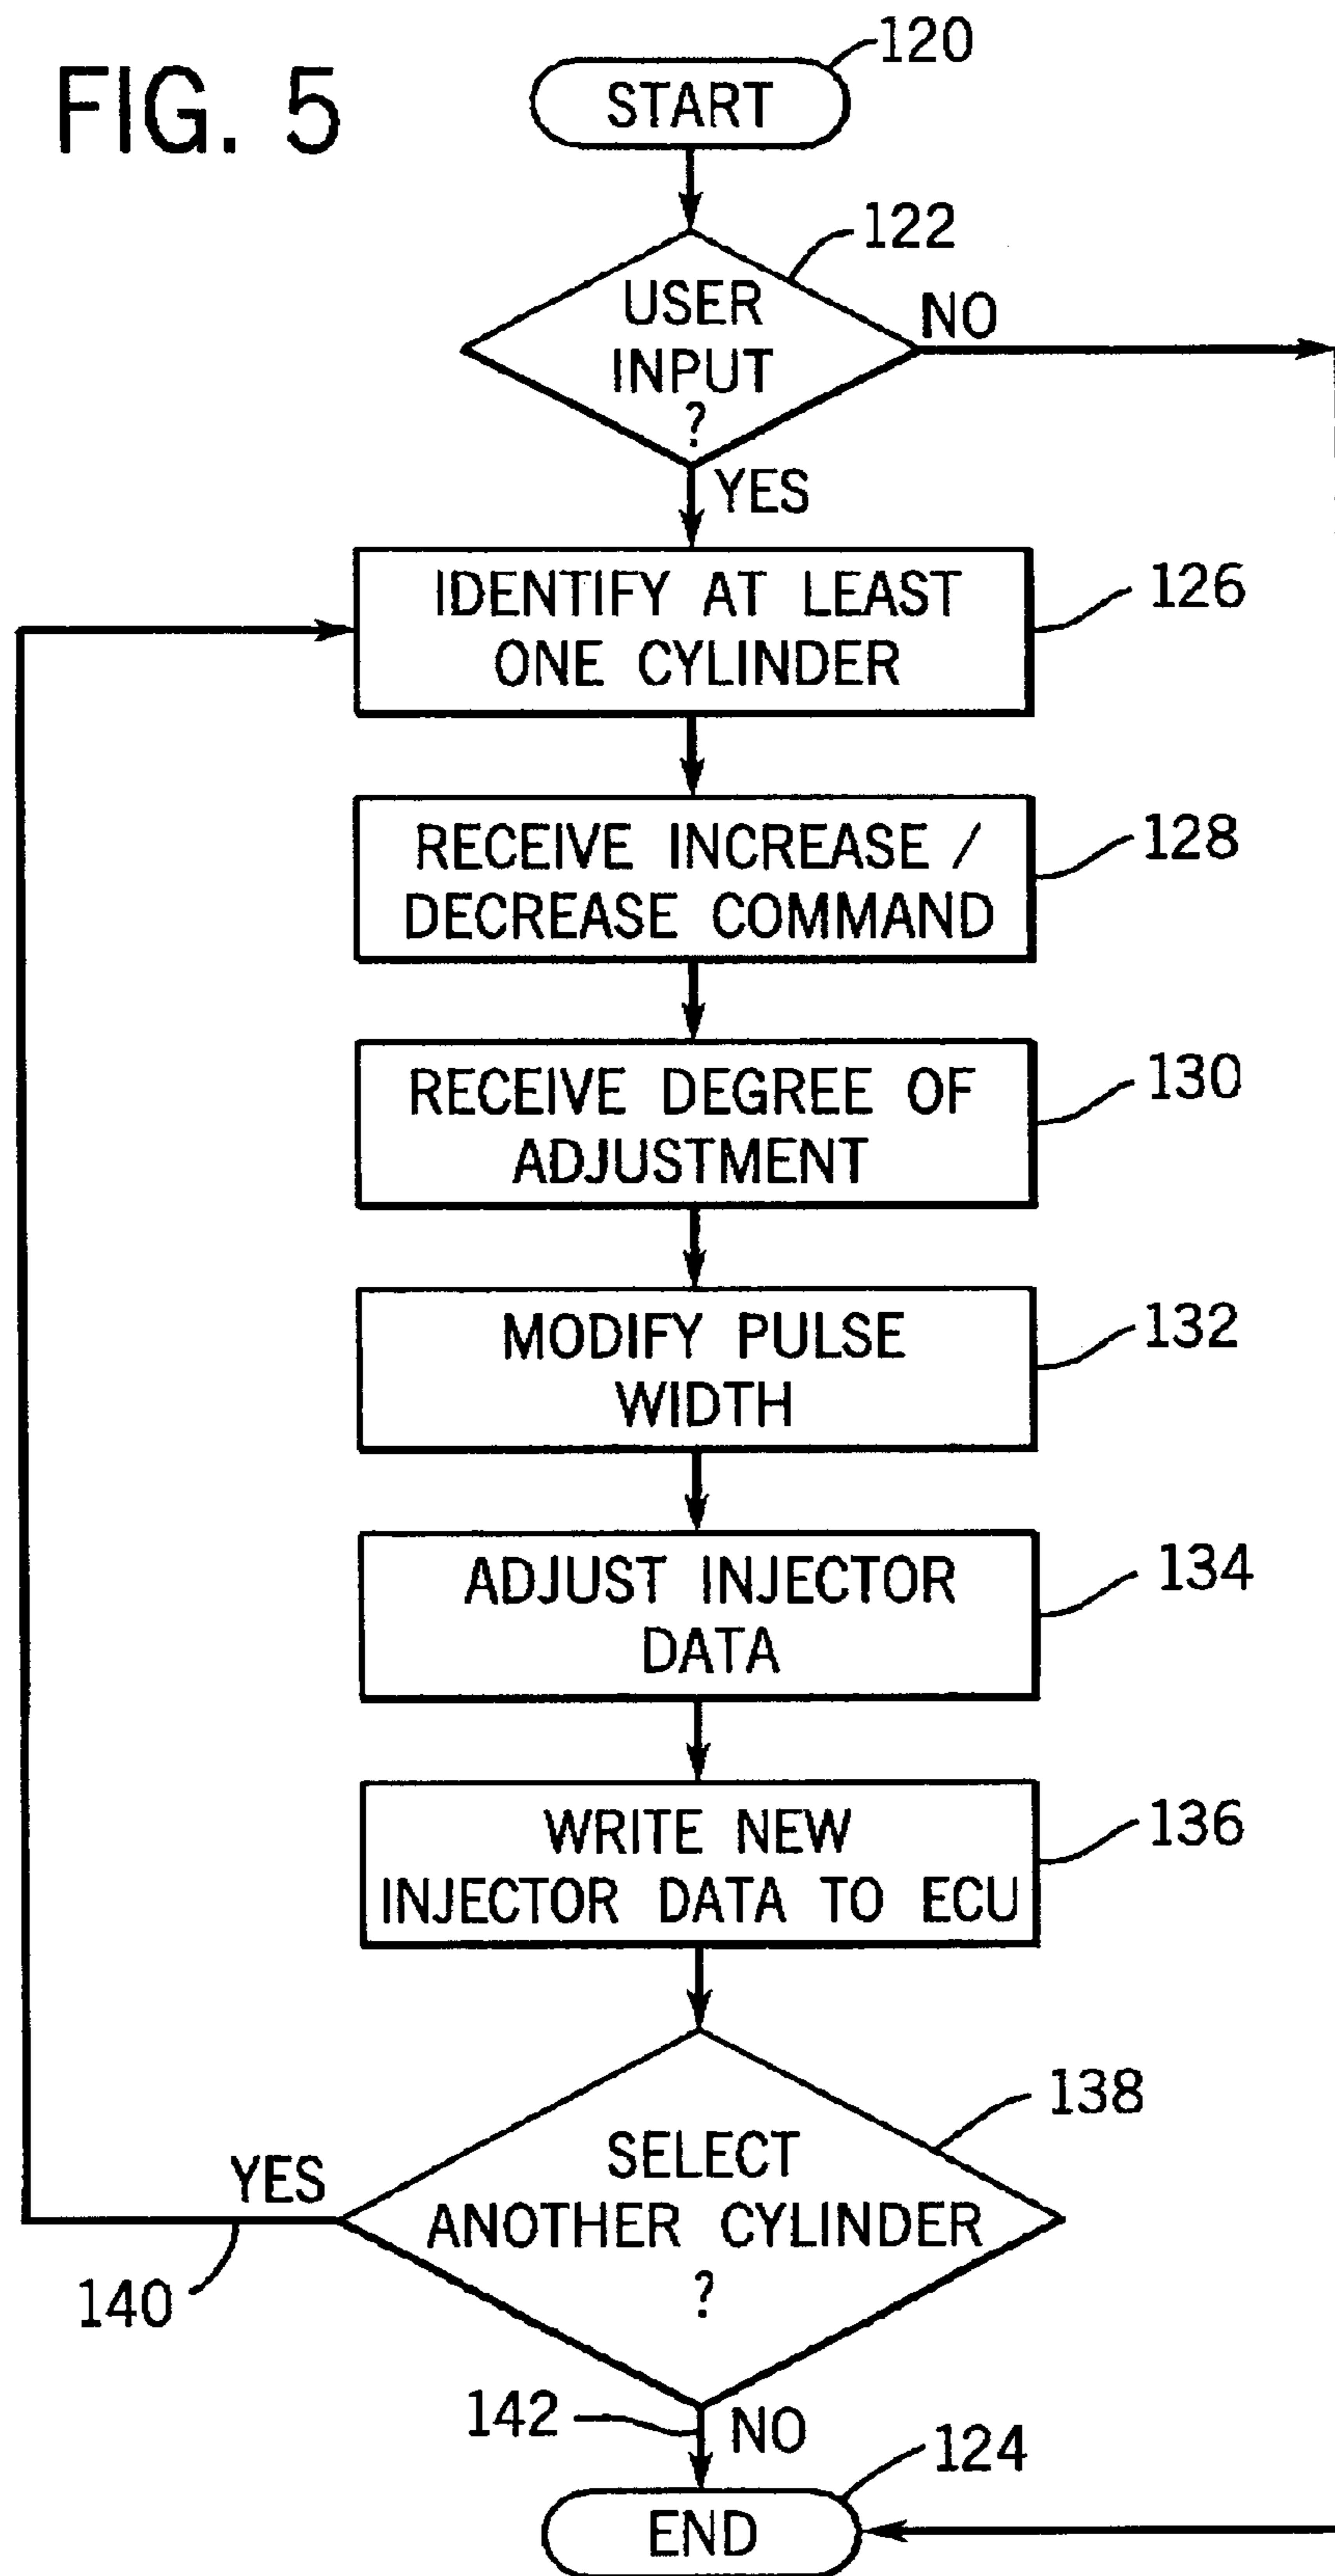 FIG. 5
120
START
122
USER
INPUT
?
NO
YES
IDENTIFY AT LEAST
ONE CYLINDER
126
RECEIVE INCREASE /
DECREASE COMMAND
128
RECEIVE DEGREE OF
ADJUSTMENT
130
MODIFY PULSE
WIDTH
132
ADJUST INJECTOR
DATA
134
WRITE NEW
INJECTOR DATA TO ECU
136
138
SELECT
ANOTHER CYLINDER
?
YES
140
142
NO
124
END